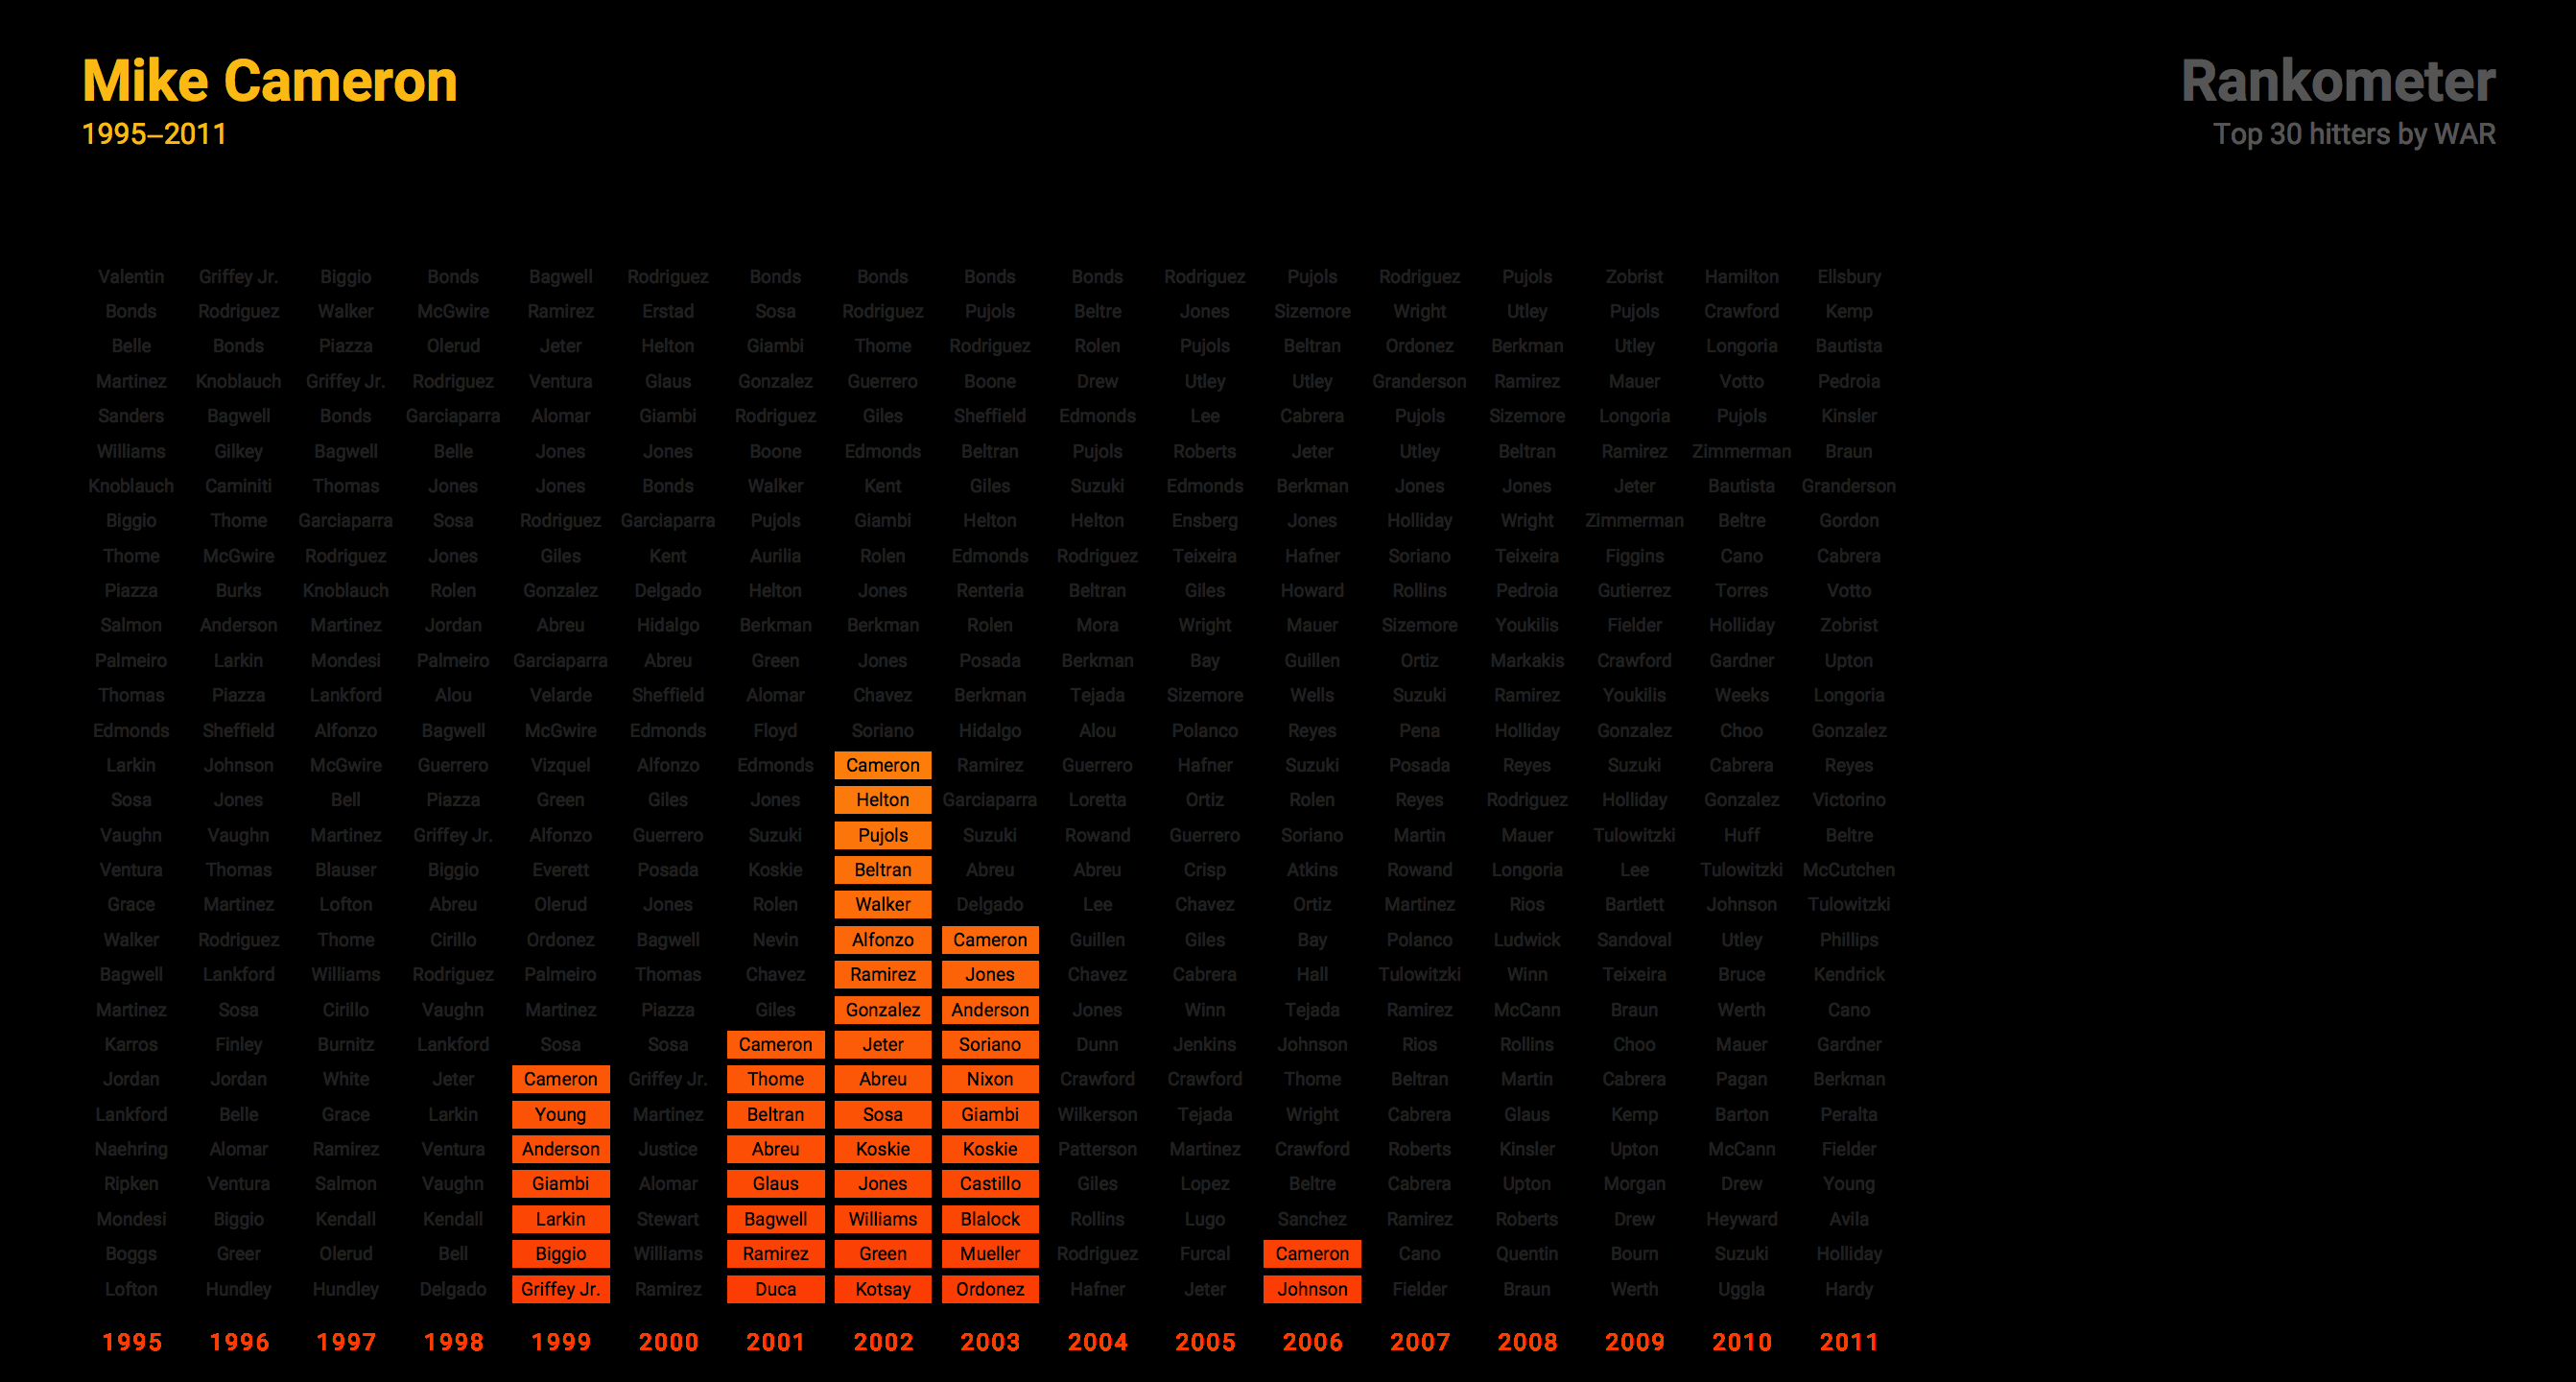 Mike Cameron
1995–2011
Rankometer
Top 30 hitters by WAR
Valentin Griffey Jr. Biggio Bonds Bagwell Rodriguez Bonds Bonds Bonds Bonds Rodriguez Pujols Rodriguez Pujols Zobrist Hamilton Ellsbury
Bonds Rodriguez Walker McGwire Ramirez Erstad Sosa Rodriguez Pujols Beltre Jones Sizemore Wright Utley Pujols Crawford Kemp
Belle Bonds Piazza Olerud Jeter Helton Giambi Thome Rodriguez Rolen Pujols Beltran Ordonez Berkman Utley Longoria Bautista
Martinez Knoblauch Griffey Jr. Rodriguez Ventura Glaus Gonzalez Guerrero Boone Drew Utley Utley Granderson Ramirez Mauer Votto Pedroia
Sanders Bagwell Bonds Garciaparra Alomar Giambi Rodriguez Giles Sheffield Edmonds Lee Cabrera Pujols Sizemore Longoria Pujols Kinsler
Williams Gilkey Bagwell Belle Jones Jones Boone Edmonds Beltran Pujols Roberts Jeter Utley Beltran Ramirez Zimmerman Braun
Knoblauch Caminiti Thomas Jones Jones Bonds Walker Kent Giles Suzuki Edmonds Berkman Jones Jones Jeter Bautista Granderson
Biggio Thome Garciaparra Sosa Rodriguez Garciaparra Pujols Giambi Helton Helton Ensberg Jones Holliday Wright Zimmerman Beltre Gordon
Thome McGwire Rodriguez Jones Giles Kent Aurilia Rolen Edmonds Rodriguez Teixeira Hafner Soriano Teixeira Figgins Cano Cabrera
Piazza Burks Knoblauch Rolen Gonzalez Delgado Helton Jones Renteria Beltran Giles Howard Rollins Pedroia Gutierrez Torres Votto
Salmon Anderson Martinez Jordan Abreu Hidalgo Berkman Berkman Rolen Mora Wright Mauer Sizemore Youkilis Fielder Holliday Zobrist
Palmeiro Larkin Mondesi Palmeiro Garciaparra Abreu Green Jones Posada Berkman Bay Guillen Ortiz Markakis Crawford Gardner Upton
Thomas Piazza Lankford Alou Velarde Sheffield Alomar Chavez Berkman Tejada Sizemore Wells Suzuki Ramirez Youkilis Weeks Longoria
Edmonds Sheffield Alfonzo Bagwell McGwire Edmonds Floyd Soriano Hidalgo Alou Polanco Reyes Pena Holliday Gonzalez Choo Gonzalez
Larkin Johnson McGwire Guerrero Vizquel Alfonzo Edmonds Cameron Ramirez Guerrero Hafner Suzuki Posada Reyes Suzuki Cabrera Reyes
Sosa Jones Bell Piazza Green Giles Jones Helton Garciaparra Loretta Ortiz Rolen Reyes Rodriguez Holliday Gonzalez Victorino
Vaughn Vaughn Martinez Griffey Jr. Alfonzo Guerrero Suzuki Pujols Suzuki Rowand Guerrero Soriano Martin Mauer Tulowitzki Huff Beltre
Ventura Thomas Blauser Biggio Everett Posada Koskie Beltran Abreu Abreu Crisp Atkins Rowand Longoria Lee Tulowitzki McCutchen
Grace Martinez Lofton Abreu Olerud Jones Rolen Walker Delgado Lee Chavez Ortiz Martinez Rios Bartlett Johnson Tulowitzki
Walker Rodriguez Thome Cirillo Ordonez Bagwell Nevin Alfonzo Cameron Guillen Giles Bay Polanco Ludwick Sandoval Utley Phillips
Bagwell Lankford Williams Rodriguez Palmeiro Thomas Chavez Ramirez Jones Chavez Cabrera Hall Tulowitzki Winn Teixeira Bruce Kendrick
Martinez Sosa Cirillo Vaughn Martinez Piazza Giles Gonzalez Anderson Jones Winn Tejada Ramirez McCann Braun Werth Cano
Karros Finley Burnitz Lankford Sosa Sosa Cameron Jeter Soriano Dunn Jenkins Johnson Rios Rollins Choo Mauer Gardner
Jordan Jordan White Jeter Cameron Griffey Jr. Thome Abreu Nixon Crawford Crawford Thome Beltran Martin Cabrera Pagan Berkman
Lankford Belle Grace Larkin Young Martinez Beltran Sosa Giambi Wilkerson Tejada Wright Cabrera Glaus Kemp Barton Peralta
Naehring Alomar Ramirez Ventura Anderson Justice Abreu Koskie Koskie Patterson Martinez Crawford Roberts Kinsler Upton McCann Fielder
Ripken Ventura Salmon Vaughn Giambi Alomar Glaus Jones Castillo Giles Lopez Beltre Cabrera Upton Morgan Drew Young
Mondesi Biggio Kendall Kendall Larkin Stewart Bagwell Williams Blalock Rollins Lugo Sanchez Ramirez Roberts Drew Heyward Avila
Boggs Greer Olerud Bell Biggio Williams Ramirez Green Mueller Rodriguez Furcal Cameron Cano Quentin Bourn Suzuki Holliday
Lofton Hundley Hundley Delgado Griffey Jr. Ramirez Duca Kotsay Ordonez Hafner Jeter Johnson Fielder Braun Werth Uggla Hardy
1995 1996 1997 1998 1999 2000 2001 2002 2003 2004 2005 2006 2007 2008 2009 2010 2011